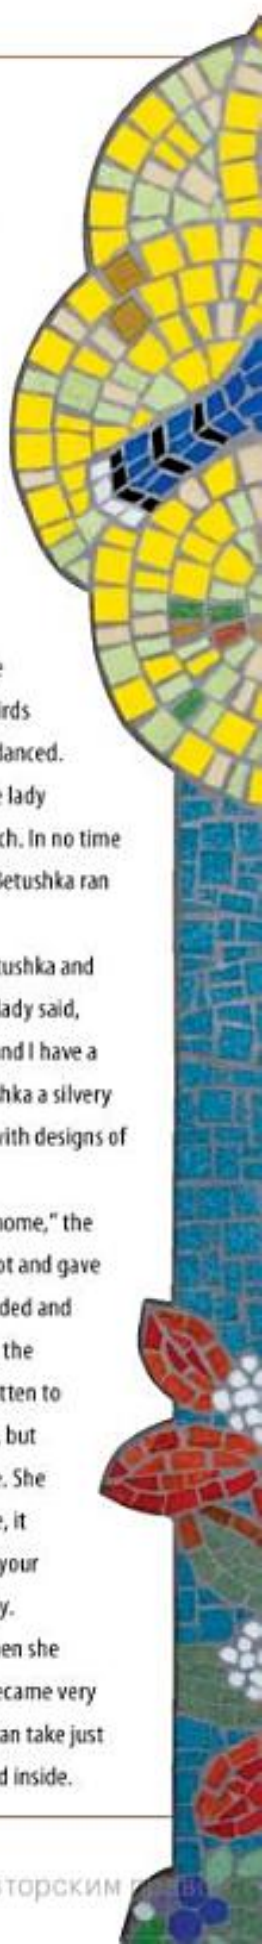 e
irds
danced.
e lady
ch. In no time
Betushka ran
tushka and
lady said,
nd I have a
hka a silvery
with designs of
home," the
ot and gave
ded and
the
tten to
but
e. She
e, it
your
y.
en she
ecame very
an take just
d inside.
вторским